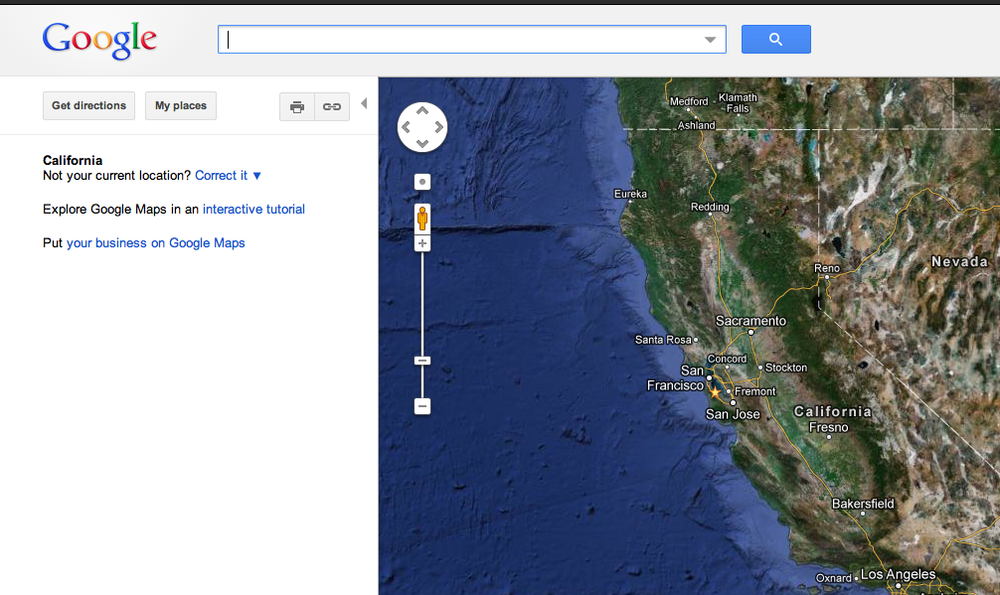 Google
Get directions
My places
California
Not your current location? Correct it ▼
Explore Google Maps in an interactive tutorial
Put your business on Google Maps
Medford
Klamath
Falls
Ashland
Eureka
Redding
Reno
Nevada
Sacramento
Santa Rosa
Concord
San
Francisco
Stockton
Fremont
San Jose
California
Fresno
Bakersfield
Oxnard
Los Angeles